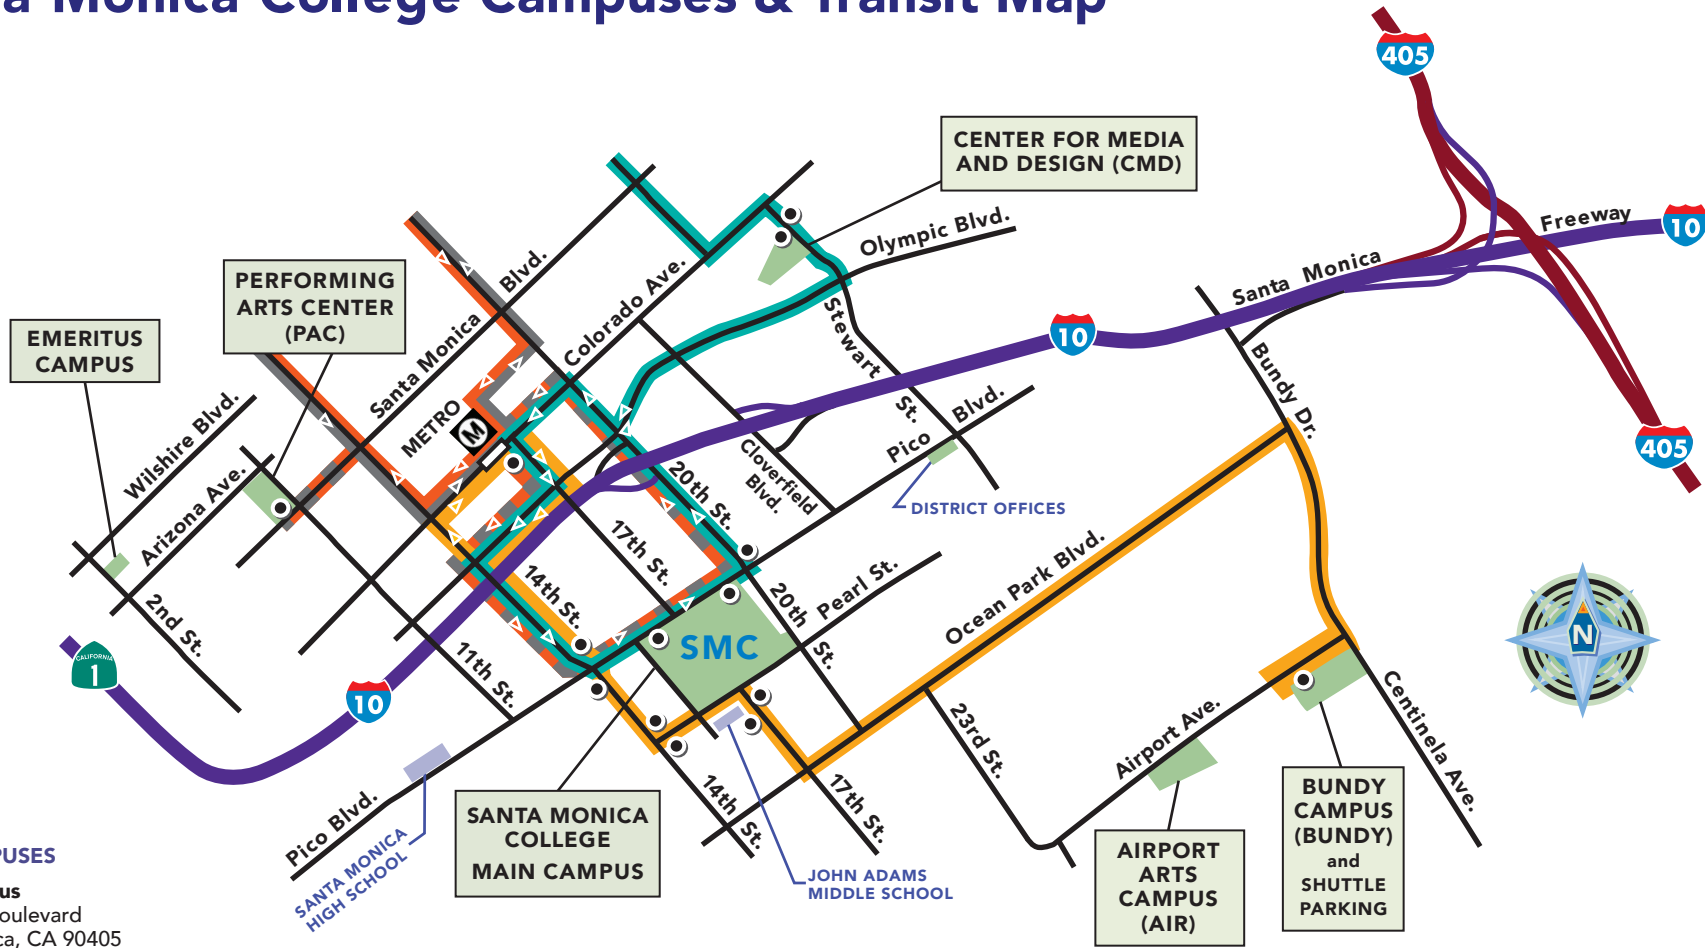 a Monica College Campuses & Transit Map
405
CENTER FOR MEDIA
AND DESIGN (CMD)
Olympic Blvd.
Freeway
10
Santa Monica
PERFORMING
ARTS CENTER
(PAC)
Blvd.
Colorado Ave.
Santa Monica
EMERITUS
CAMPUS
Stewart
St.
10
Bundy Dr.
Wilshire Blvd.
METRO
M
Blvd.
Pico
405
Arizona Ave.
20th St.
Cloverfield
Blvd.
DISTRICT OFFICES
17th St.
14th St.
Ocean Park Blvd.
Pearl St.
20th
St.
2nd St.
SMC
N
CALIFORNIA
1
11th St.
10
Centinela Ave.
23rd St.
Airport Ave.
14th
St.
17th
St.
Pico Blvd.
SANTA MONICA
HIGH SCHOOL
SANTA MONICA
COLLEGE
MAIN CAMPUS
JOHN ADAMS
MIDDLE SCHOOL
AIRPORT
ARTS
CAMPUS
(AIR)
BUNDY
CAMPUS
(BUNDY)
and
SHUTTLE
PARKING
PUSES
us
oulevard
ca, CA 90405